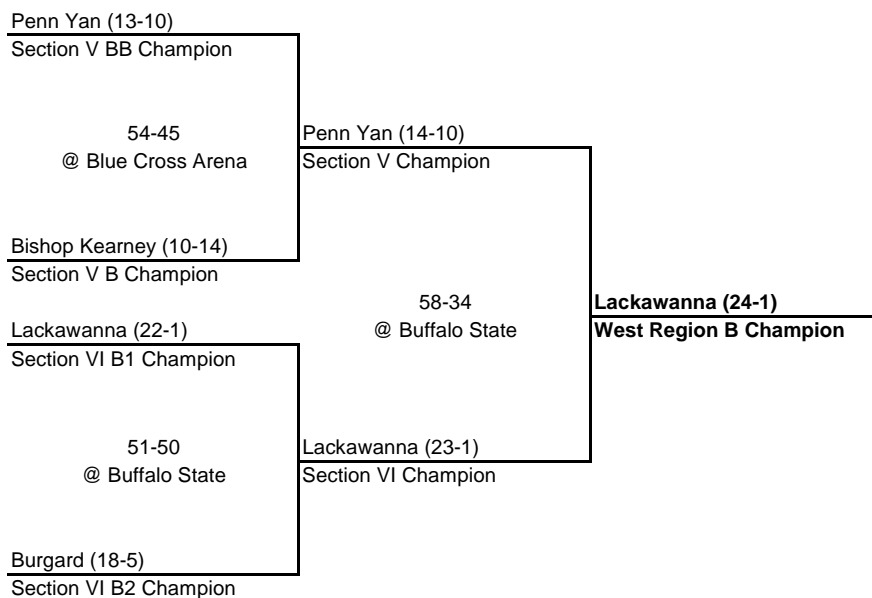 Penn Yan (13-10)
Section V BB Champion
54-45
@ Blue Cross Arena
Penn Yan (14-10)
Section V Champion
Bishop Kearney (10-14)
Section V B Champion
58-34
@ Buffalo State
Lackawanna (24-1)
West Region B Champion
Lackawanna (22-1)
Section VI B1 Champion
51-50
@ Buffalo State
Lackawanna (23-1)
Section VI Champion
Burgard (18-5)
Section VI B2 Champion